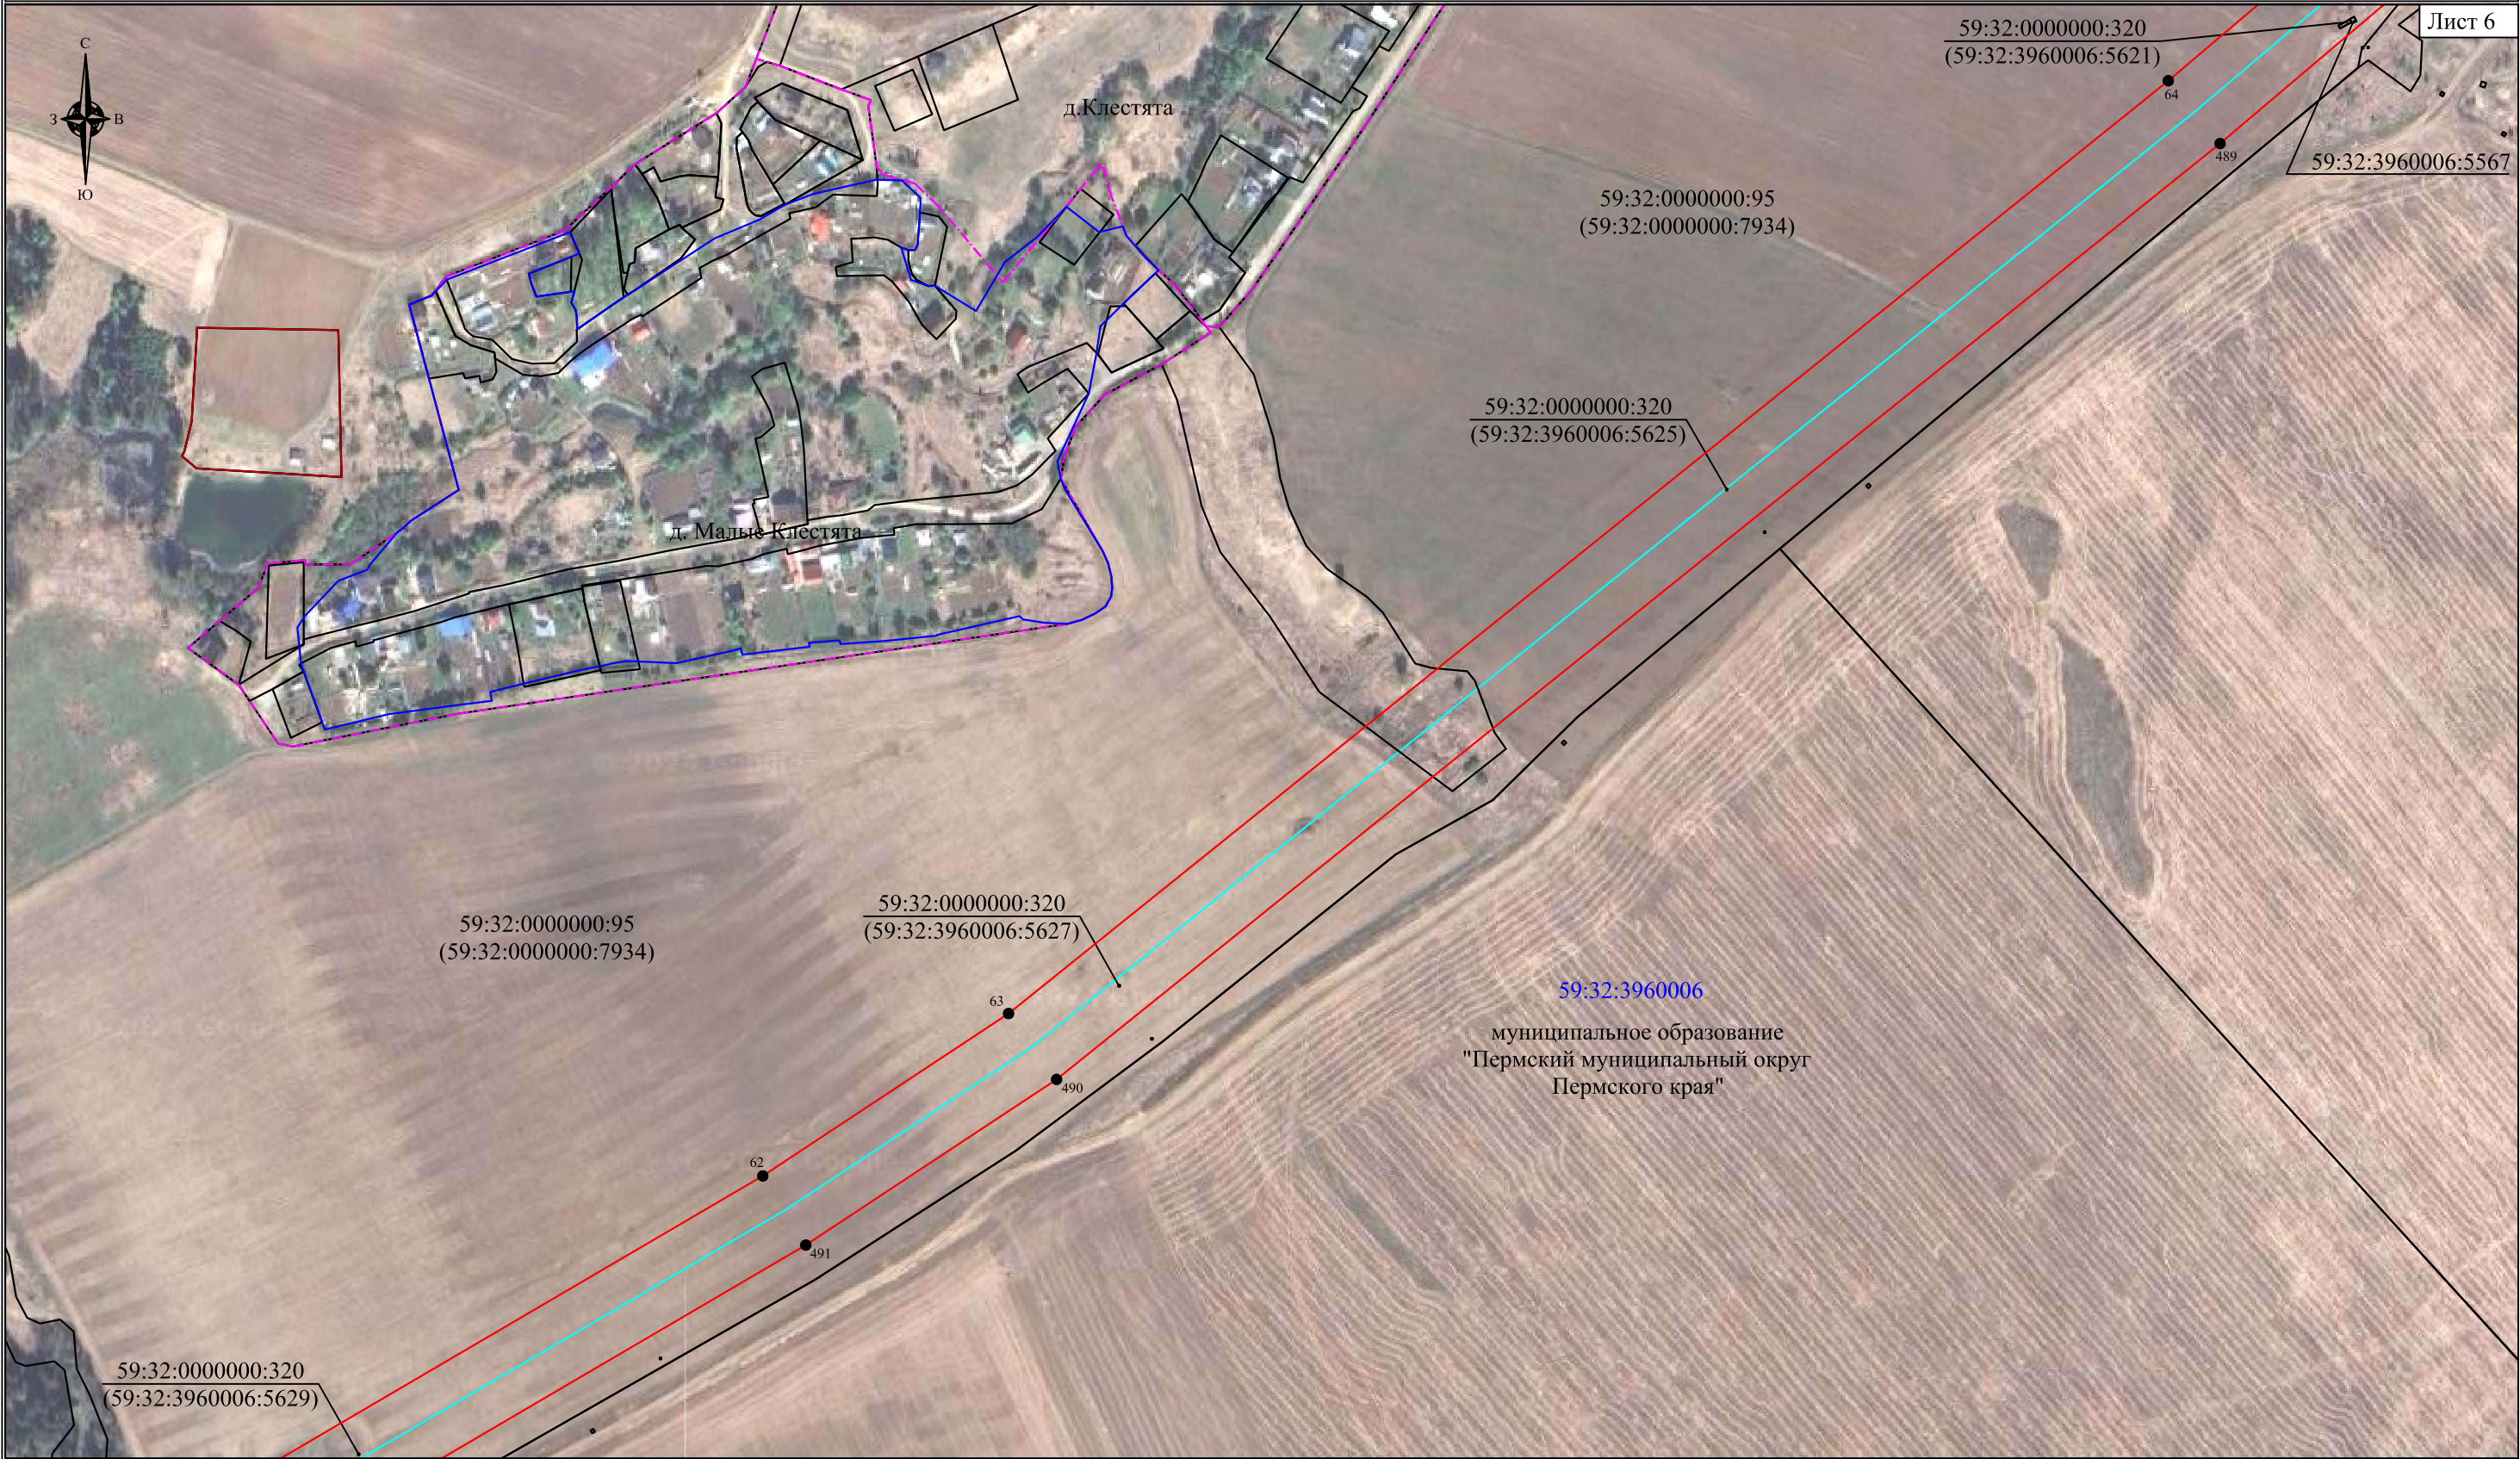 Лист 6
С
З
В
Ю
д.Клестята
59:32:0000000:320
(59:32:3960006:5621)
64
489
59:32:3960006:5567
59:32:0000000:95
(59:32:0000000:7934)
59:32:0000000:320
(59:32:3960006:5625)
д. Малые Клестята
59:32:0000000:320
(59:32:3960006:5627)
59:32:0000000:95
(59:32:0000000:7934)
63
490
59:32:3960006
муниципальное образование
"Пермский муниципальный округ
Пермского края"
62
491
59:32:0000000:320
(59:32:3960006:5629)